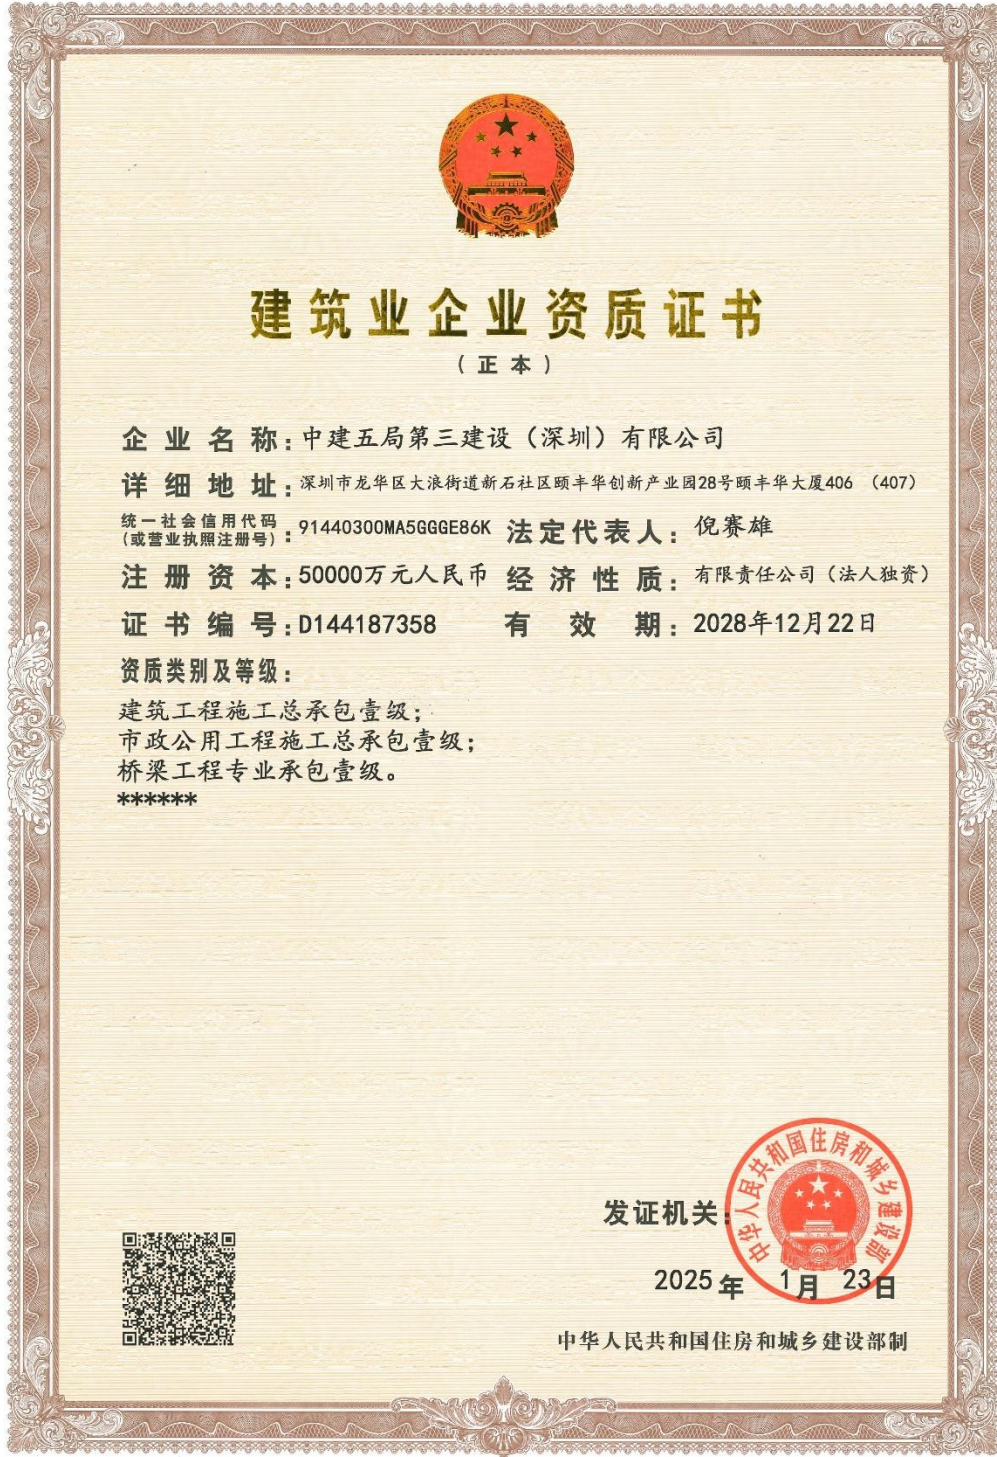 建筑业企业资质证书
（正本）
企业名称：中建五局第三建设（深圳）有限公司
详细地址：深圳市龙华区大浪街道新石社区颐丰华创新产业园28号颐丰华大厦406 （407）
统一社会信用代码
（或营业执照注册号）：91440300MA5GGGE86K 法定代表人：倪赛雄
注册资本：50000万元人民币 经济性质：有限责任公司（法人独资）
证书编号：D144187358 有效期：2028年12月22日
资质类别及等级：
建筑工程施工总承包壹级；
市政公用工程施工总承包壹级；
桥梁工程专业承包壹级。
******
中华人民共和国住房和城乡建设部
发证机关：
2025年 1月 23日
中华人民共和国住房和城乡建设部制